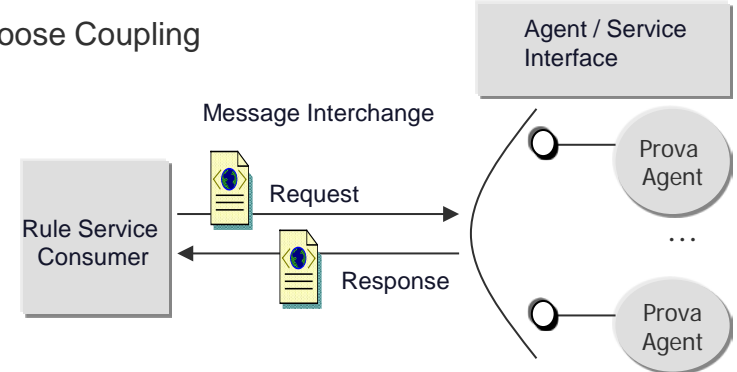 oose Coupling
Agent / Service
Interface
Message Interchange
Request
Rule Service
Consumer
Response
Prova
Agent
...
Prova
Agent